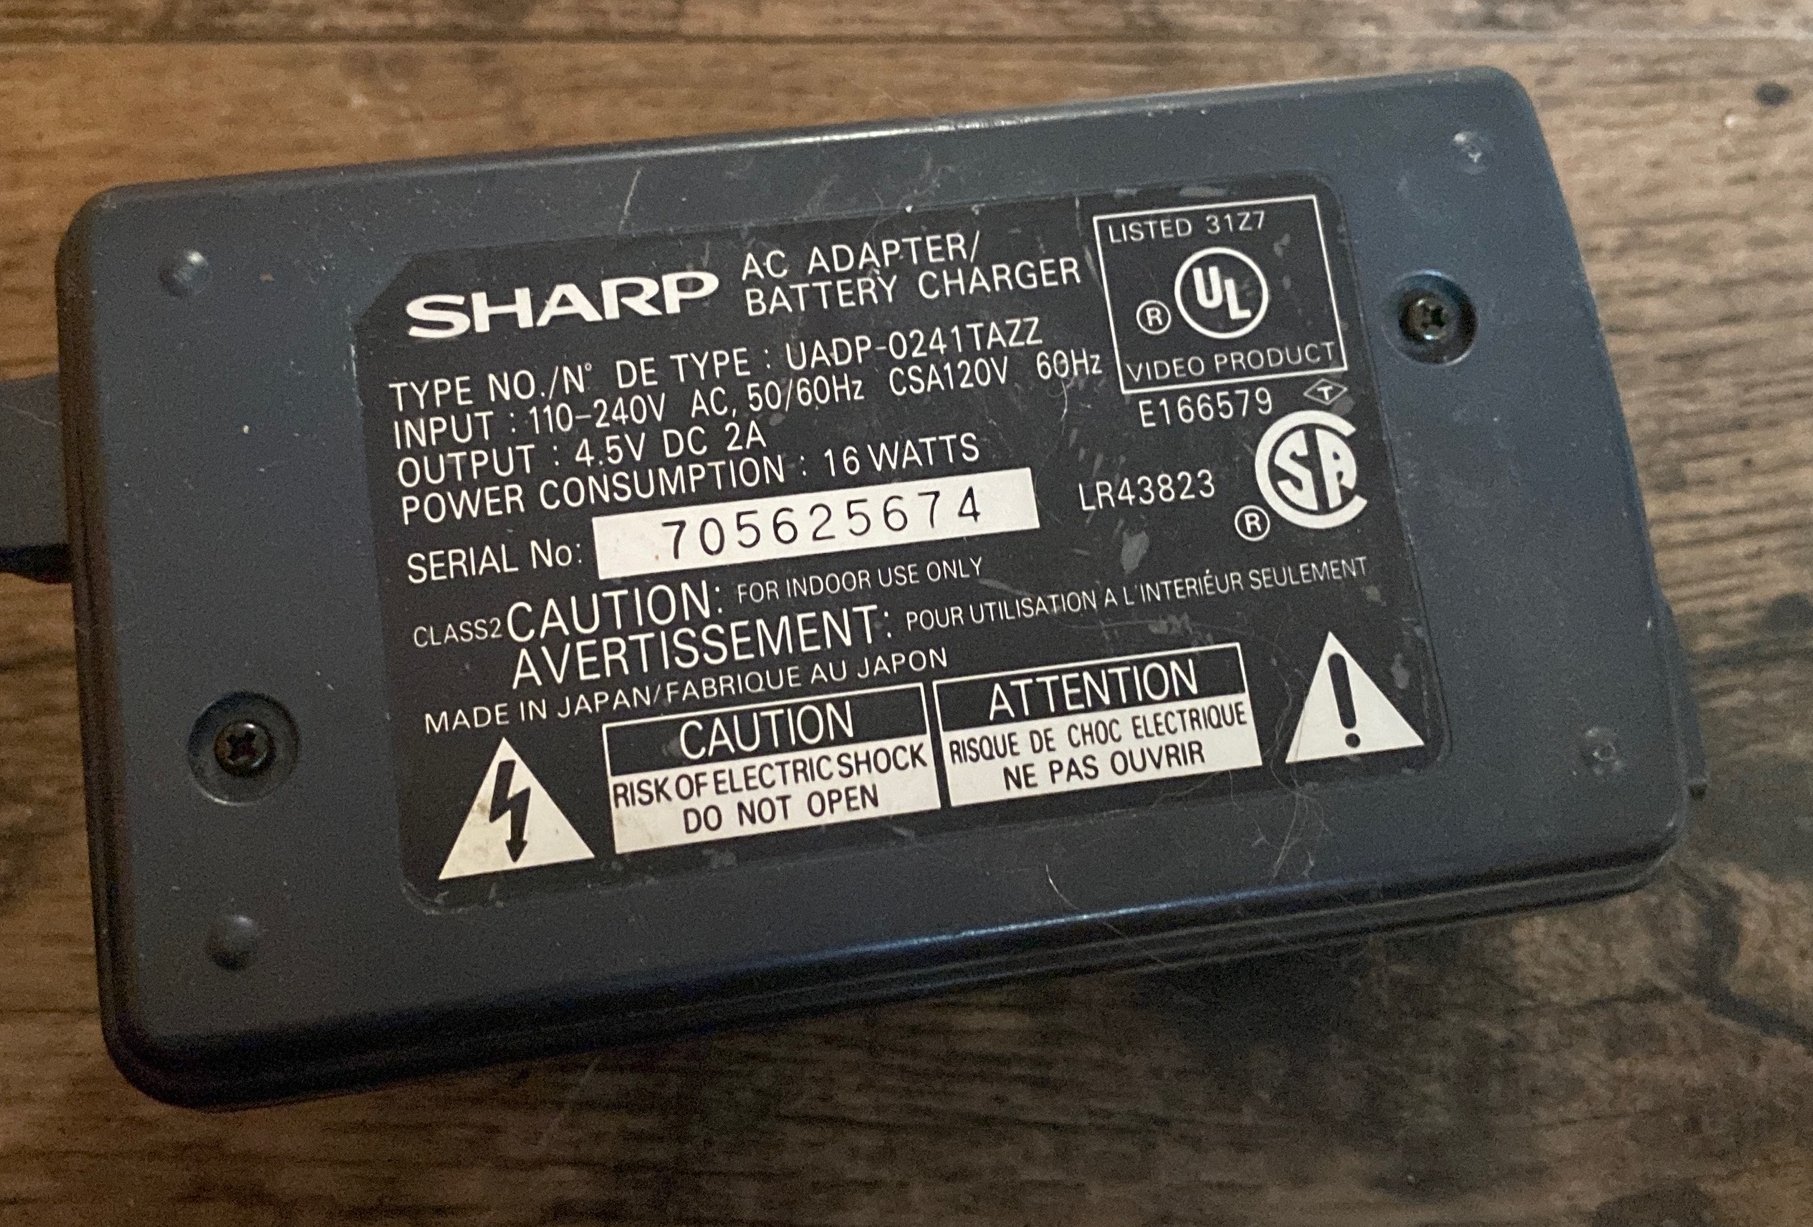 SHARP AC ADAPTER/
BATTERY CHARGER
TYPE NO./N° DE TYPE : UADP-0241TAZZ
INPUT : 110-240V AC, 50/60Hz CSA120V 60Hz
OUTPUT : 4.5V DC 2A
POWER CONSUMPTION : 16 WATTS
SERIAL No: 705625674
LISTED 31Z7
UL ®
VIDEO PRODUCT
E166579
T
LR43823 SA ®
CLASS2 CAUTION: FOR INDOOR USE ONLY
AVERTISSEMENT: POUR UTILISATION A L'INTERIÉUR SEULEMENT
MADE IN JAPAN/FABRIQUE AU JAPON
CAUTION
RISK OF ELECTRIC SHOCK
DO NOT OPEN
ATTENTION
RISQUE DE CHOC ELECTRIQUE
NE PAS OUVRIR